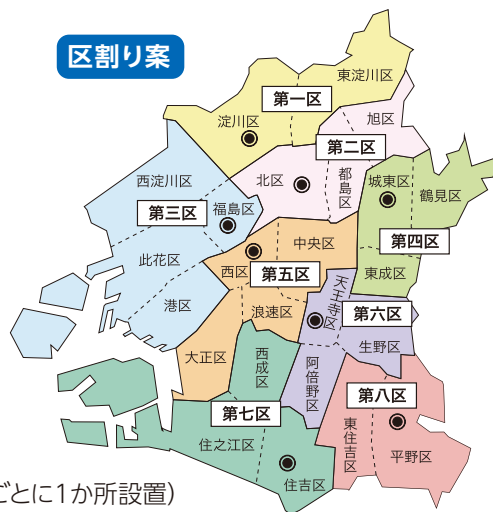 区割り案
東淀川区
第一区
淀川区
旭区
第二区
北区
都島区
城東区
鶴見区
西淀川区
福島区
第三区
此花区
港区
中央区
西区
第五区
第四区
東成区
天王寺区
第六区
浪速区
生野区
大正区
西成区
阿倍野区
第八区
第七区
東住吉区
住之江区
平野区
住吉区
ごとに1か所設置)